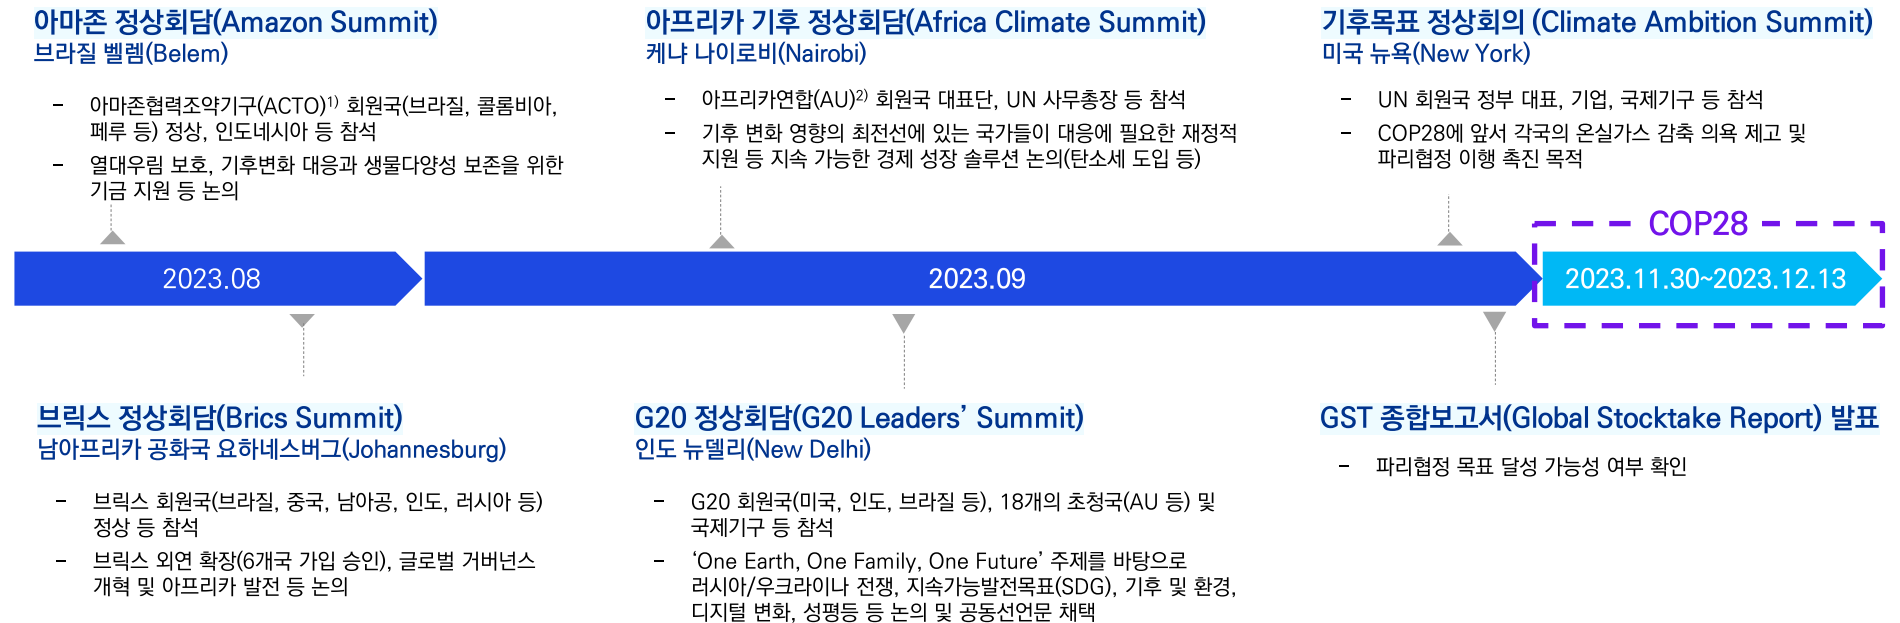 아마존 정상회담(Amazon Summit)
브라질 벨렘(Belem)
– 아마존협력조약기구(ACTO)1) 회원국(브라질, 콜롬비아,
페루 등) 정상, 인도네시아 등 참석
– 열대우림 보호, 기후변화 대응과 생물다양성 보존을 위한
기금 지원 등 논의
아프리카 기후 정상회담(Africa Climate Summit)
케냐 나이로비(Nairobi)
– 아프리카연합(AU)2) 회원국 대표단, UN 사무총장 등 참석
– 기후 변화 영향의 최전선에 있는 국가들이 대응에 필요한 재정적
지원 등 지속 가능한 경제 성장 솔루션 논의(탄소세 도입 등)
기후목표 정상회의 (Climate Ambition Summit)
미국 뉴욕(New York)
– UN 회원국 정부 대표, 기업, 국제기구 등 참석
– COP28에 앞서 각국의 온실가스 감축 의욕 제고 및
파리협정 이행 촉진 목적
COP28
2023.08
2023.09
2023.11.30~2023.12.13
브릭스 정상회담(Brics Summit)
남아프리카 공화국 요하네스버그(Johannesburg)
– 브릭스 회원국(브라질, 중국, 남아공, 인도, 러시아 등)
정상 등 참석
– 브릭스 외연 확장(6개국 가입 승인), 글로벌 거버넌스
개혁 및 아프리카 발전 등 논의
G20 정상회담(G20 Leaders’ Summit)
인도 뉴델리(New Delhi)
– G20 회원국(미국, 인도, 브라질 등), 18개의 초청국(AU 등) 및
국제기구 등 참석
– ‘One Earth, One Family, One Future’ 주제를 바탕으로
러시아/우크라이나 전쟁, 지속가능발전목표(SDG), 기후 및 환경,
디지털 변화, 성평등 등 논의 및 공동선언문 채택
GST 종합보고서(Global Stocktake Report) 발표
– 파리협정 목표 달성 가능성 여부 확인